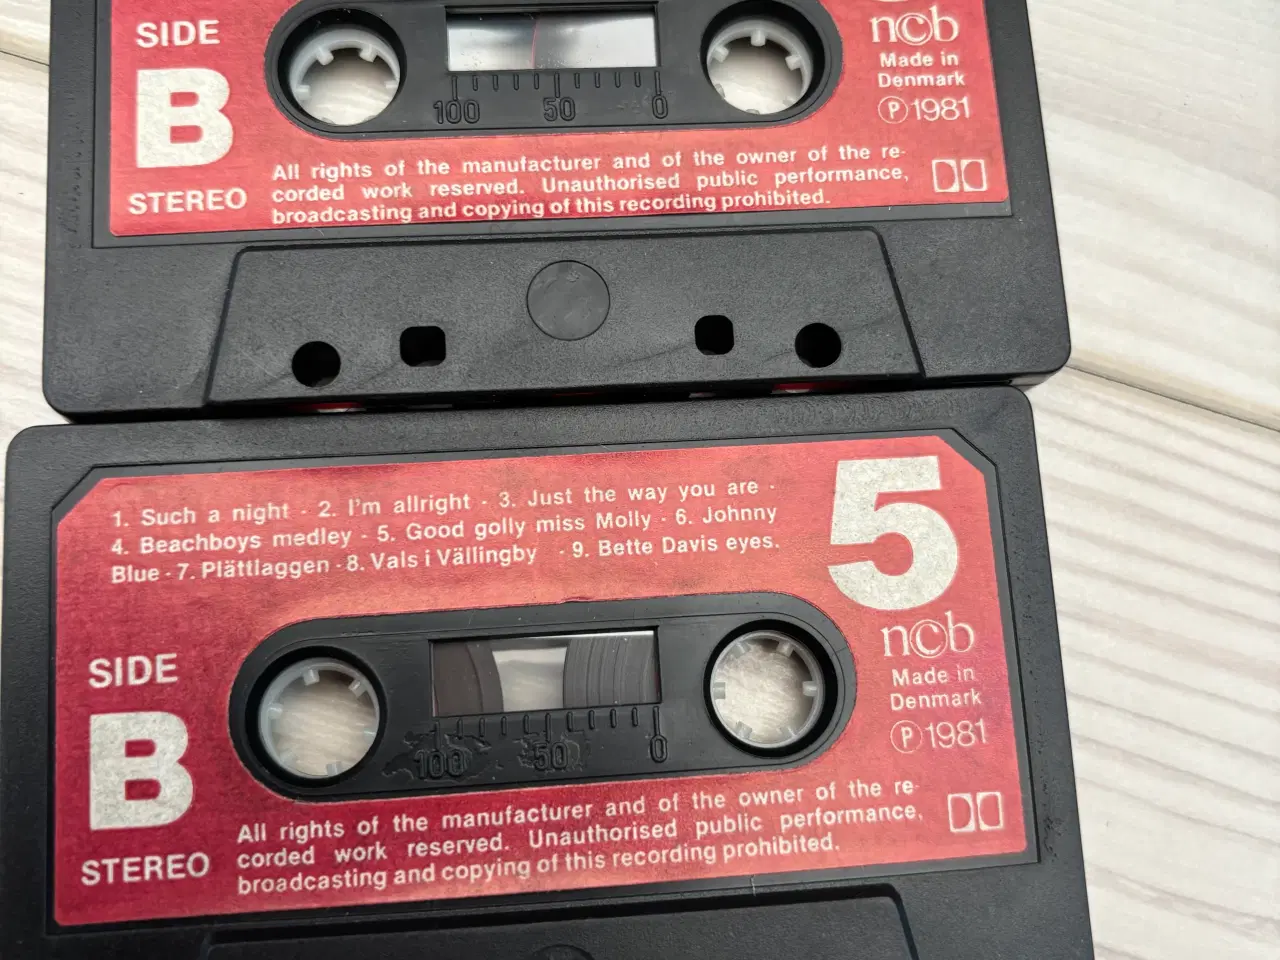 SIDE
B
STEREO
100 50 0
ncb
Made in
Denmark
Ⓟ 1981
All rights of the manufacturer and of the owner of the re-
corded work reserved. Unauthorised public performance,
broadcasting and copying of this recording prohibited.
1. Such a night · 2. I'm allright · 3. Just the way you are ·
4. Beachboys medley · 5. Good golly miss Molly · 6. Johnny
Blue · 7. Plättlaggen · 8. Vals i Vällingby · 9. Bette Davis eyes.
5
SIDE
B
STEREO
100 50 0
ncb
Made in
Denmark
Ⓟ 1981
All rights of the manufacturer and of the owner of the re-
corded work reserved. Unauthorised public performance,
broadcasting and copying of this recording prohibited.